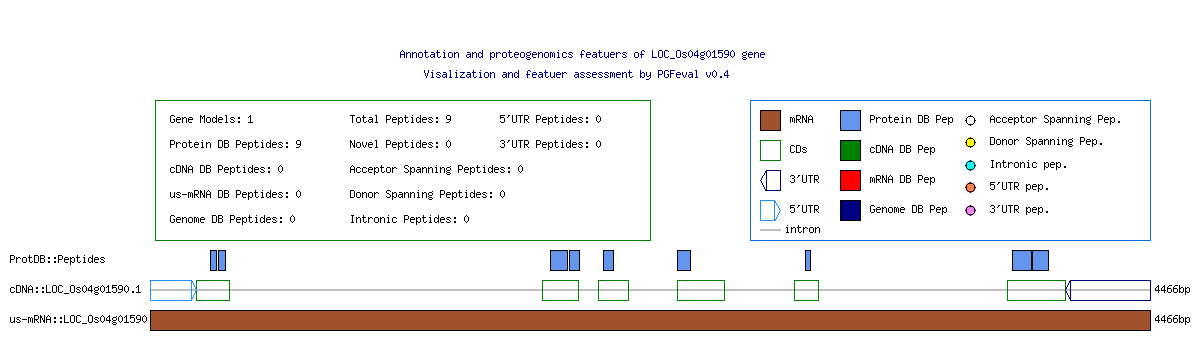 Annotation and proteogenomics featuers of LOC_Os04g01590 gene
Visalization and featuer assessment by PGFeval v0.4
Gene Models: 1
Total Peptides: 9
5'UTR Peptides: 0
Protein DB Peptides: 9
Novel Peptides: 0
3'UTR Peptides: 0
cDNA DB Peptides: 0
Acceptor Spanning Peptides: 0
us-mRNA DB Peptides: 0
Donor Spanning Peptides: 0
Genome DB Peptides: 0
Intronic Peptides: 0
mRNA
Protein DB Pep
Acceptor Spanning Pep.
CDs
cDNA DB Pep
Donor Spanning Pep.
3'UTR
mRNA DB Pep
Intronic pep.
5'UTR
Genome DB Pep
5'UTR pep.
intron
3'UTR pep.
ProtDB::Peptides
cDNA::LOC_Os04g01590.1
4466bp
us-mRNA::LOC_Os04g01590
4466bp